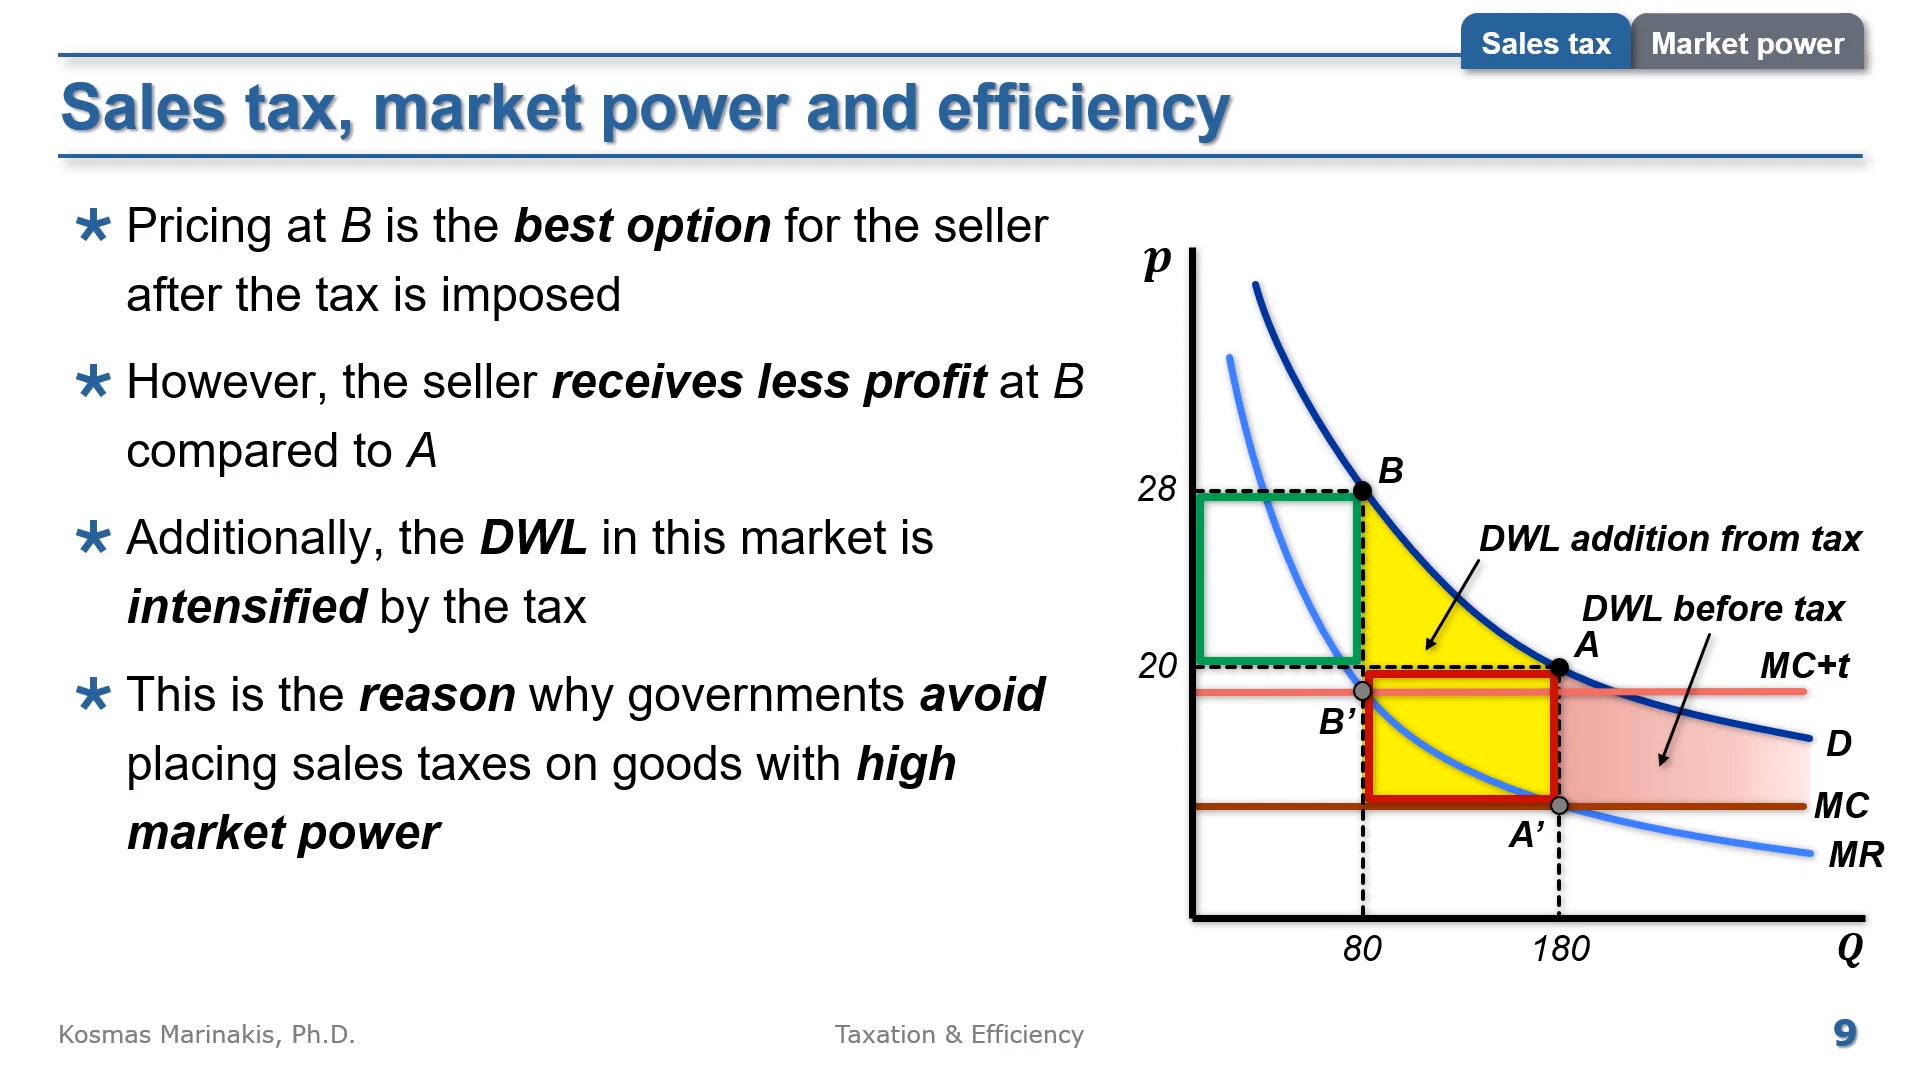 Sales tax Market power
Sales tax, market power and efficiency
* Pricing at B is the best option for the seller
after the tax is imposed
* However, the seller receives less profit at B
compared to A
* Additionally, the DWL in this market is
intensified by the tax
* This is the reason why governments avoid
placing sales taxes on goods with high
market power
p
B
28
DWL addition from tax
DWL before tax
A
20
MC+t
B’
D
MC
A’
MR
80
180
Q
Kosmas Marinakis, Ph.D.
Taxation & Efficiency
9